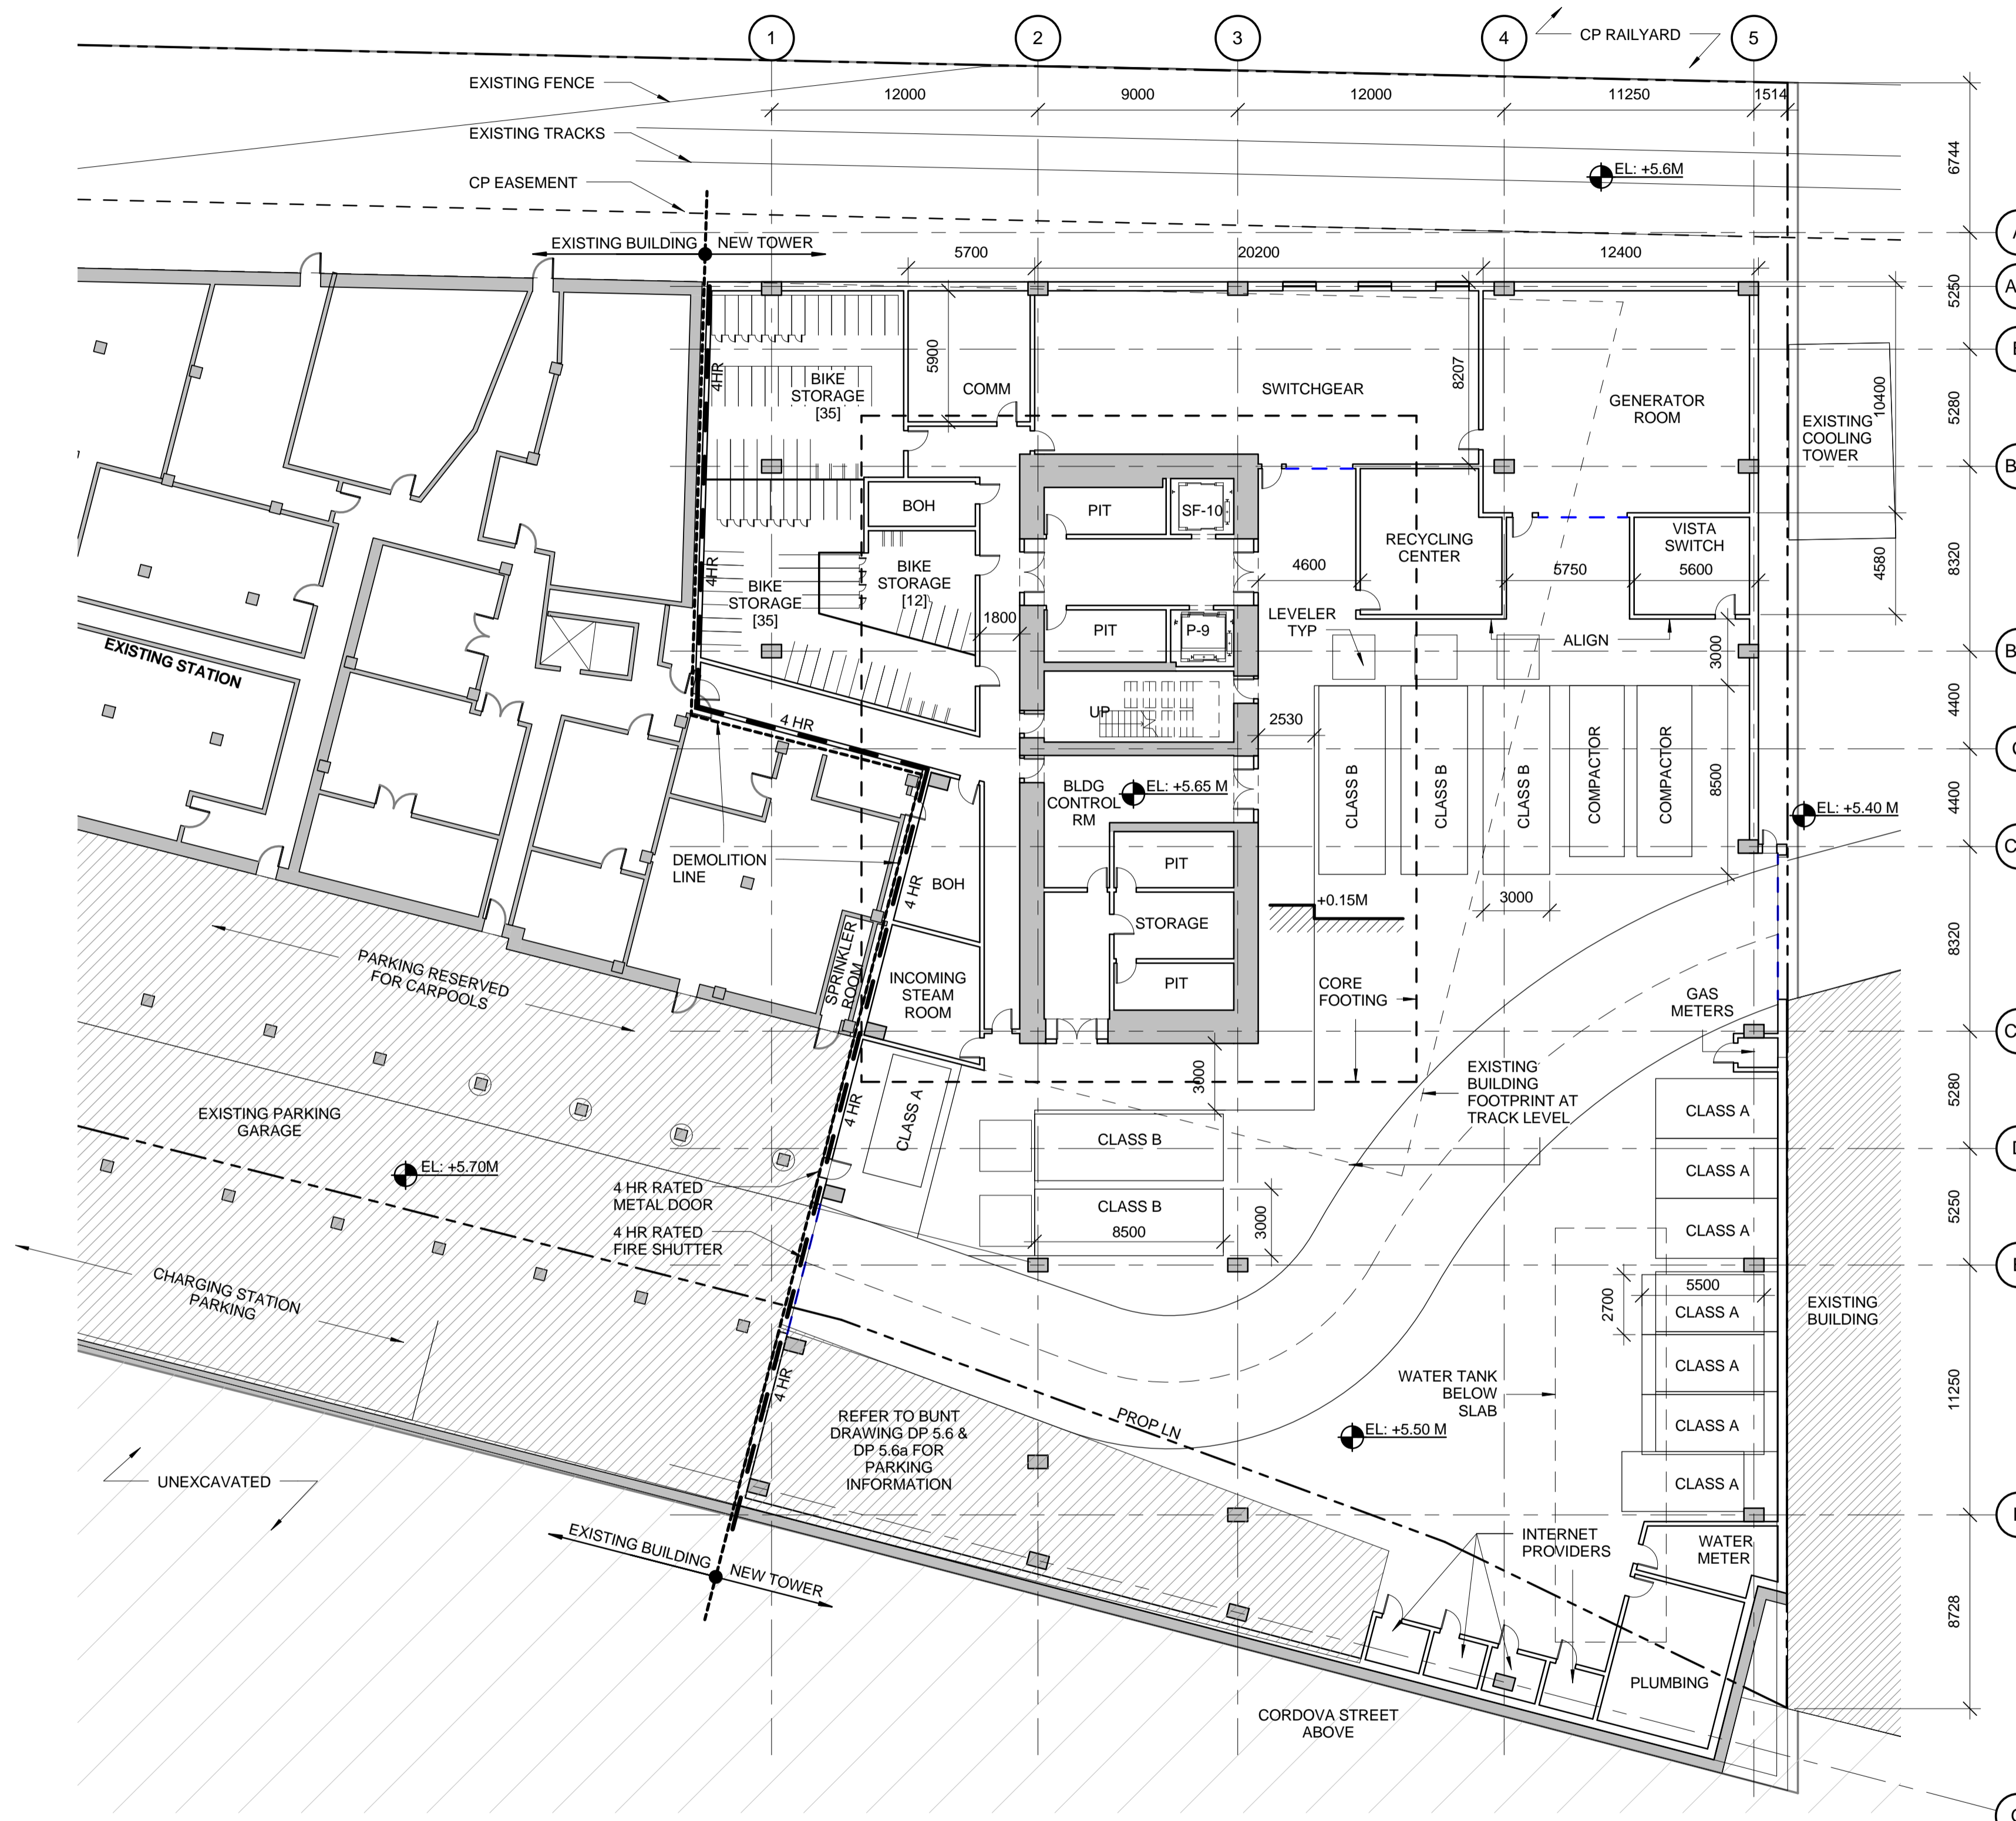 1
2
3
4
5
CP RAILYARD
EXISTING FENCE
12000
9000
12000
11250
1514
EXISTING TRACKS
6744
EL: +5.6M
CP EASEMENT
EXISTING BUILDING
NEW TOWER
5700
20200
12400
5250
4HR
BIKE
STORAGE
[35]
5900
COMM
SWITCHGEAR
8207
GENERATOR
ROOM
10400
5280
EXISTING
COOLING
TOWER
BOH
PIT
SF-10
RECYCLING
CENTER
VISTA
SWITCH
4HR
BIKE
STORAGE
[35]
BIKE
STORAGE
[12]
4600
5750
5600
4580
8320
1800
PIT
P-9
LEVELER
TYP
ALIGN
3000
EXISTING STATION
4 HR
UP
2530
4400
CLASS B
CLASS B
CLASS B
COMPACTOR
COMPACTOR
8500
BLDG
CONTROL
RM
EL: +5.65 M
EL: +5.40 M
4400
DEMOLITION
LINE
4 HR
BOH
PIT
+0.15M
3000
STORAGE
8320
PARKING RESERVED
FOR CARPOOLS
SPRINKLER
ROOM
INCOMING
STEAM
ROOM
PIT
CORE
FOOTING
GAS
METERS
EXISTING PARKING
GARAGE
4 HR
CLASS A
3000
EXISTING
BUILDING
FOOTPRINT AT
TRACK LEVEL
5280
CLASS A
CLASS B
CLASS A
EL: +5.70M
4 HR RATED
METAL DOOR
CLASS B
8500
3000
CLASS A
5250
4 HR RATED
FIRE SHUTTER
CHARGING STATION
PARKING
2700
5500
CLASS A
EXISTING
BUILDING
CLASS A
4 HR
WATER TANK
BELOW
SLAB
11250
REFER TO BUNT
DRAWING DP 5.6 &
DP 5.6a FOR
PARKING
INFORMATION
PROP LN
EL: +5.50 M
CLASS A
CLASS A
UNEXCAVATED
EXISTING BUILDING
NEW TOWER
INTERNET
PROVIDERS
WATER
METER
8728
PLUMBING
CORDOVA STREET
ABOVE